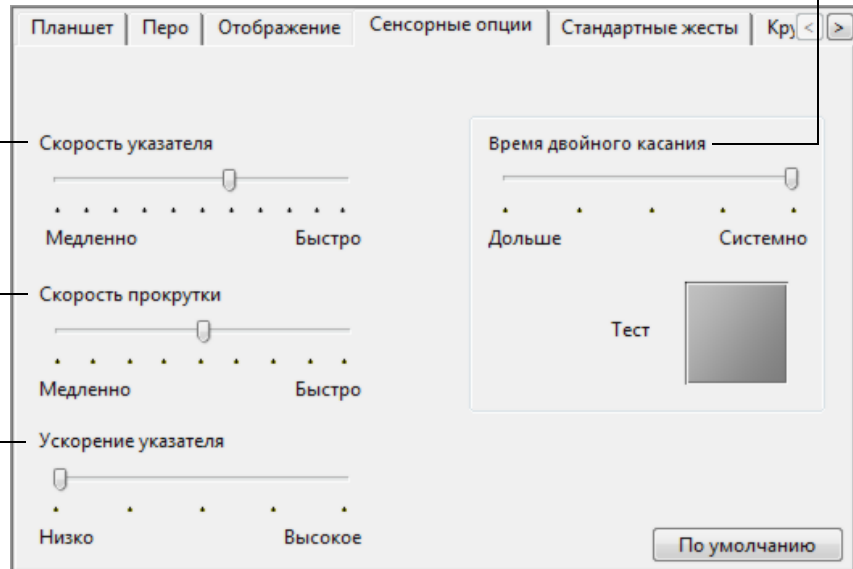 Планшет Перо Отображение Сенсорные опции Стандартные жесты Кру < >
Скорость указателя
Медленно Быстро
Скорость прокрутки
Медленно Быстро
Ускорение указателя
Низко Высокое
Время двойного касания
Дольше Системно
Тест
По умолчанию